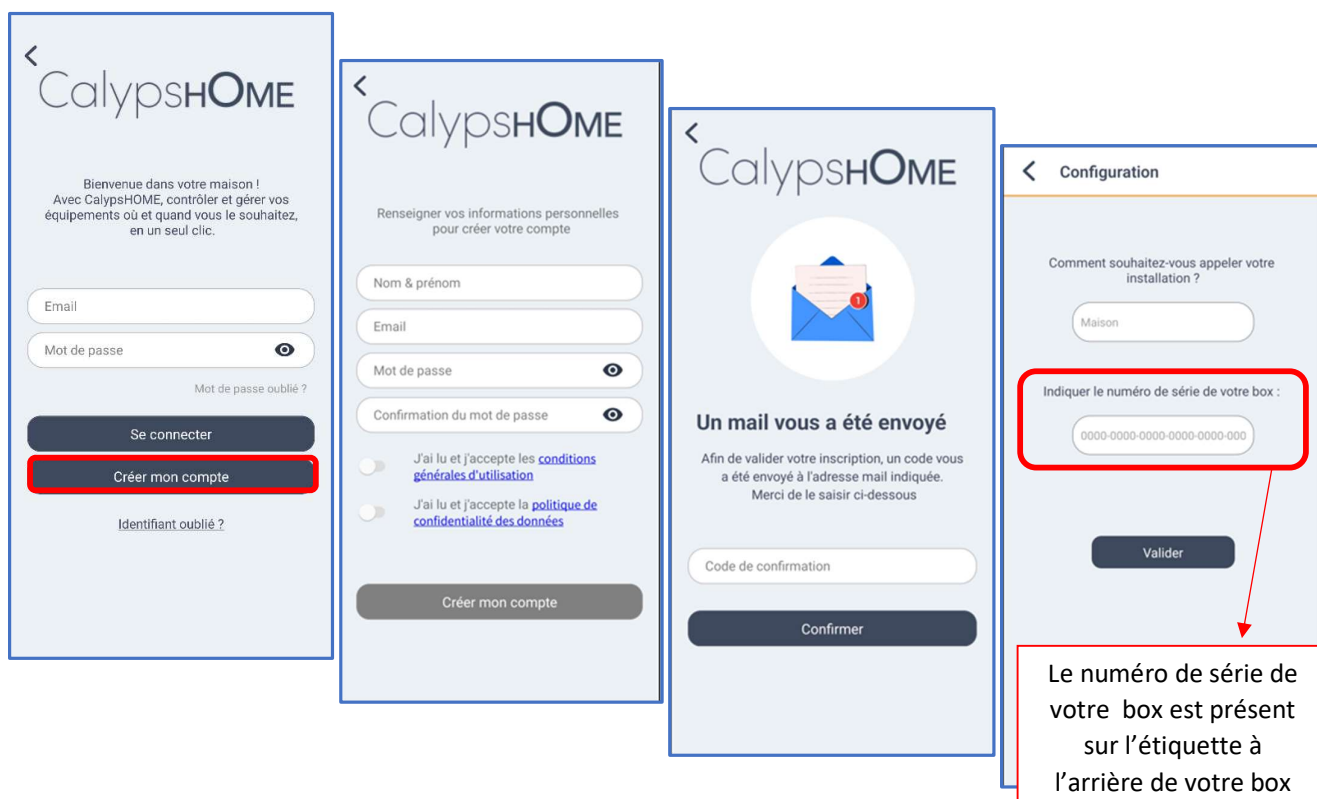 CalypsHOME
Bienvenue dans votre maison !
Avec CalypsHOME, contrôler et gérer vos
équipements où et quand vous le souhaitez,
en un seul clic.
Email
Mot de passe
Mot de passe oublié ?
Se connecter
Créer mon compte
Identifiant oublié ?
CalypsHOME
Renseigner vos informations personnelles
pour créer votre compte
Nom & prénom
Email
Mot de passe
Confirmation du mot de passe
J'ai lu et j'accepte les conditions
générales d'utilisation
J'ai lu et j'accepte la politique de
confidentialité des données
Créer mon compte
CalypsHOME
1
Un mail vous a été envoyé
Afin de valider votre inscription, un code vous
a été envoyé à l'adresse mail indiquée.
Merci de le saisir ci-dessous
Code de confirmation
Confirmer
Configuration
Comment souhaitez-vous appeler votre
installation ?
Maison
Indiquer le numéro de série de votre box :
0000-0000-0000-0000-0000-000
Valider
Le numéro de série de
votre box est présent
sur l'étiquette à
l'arrière de votre box